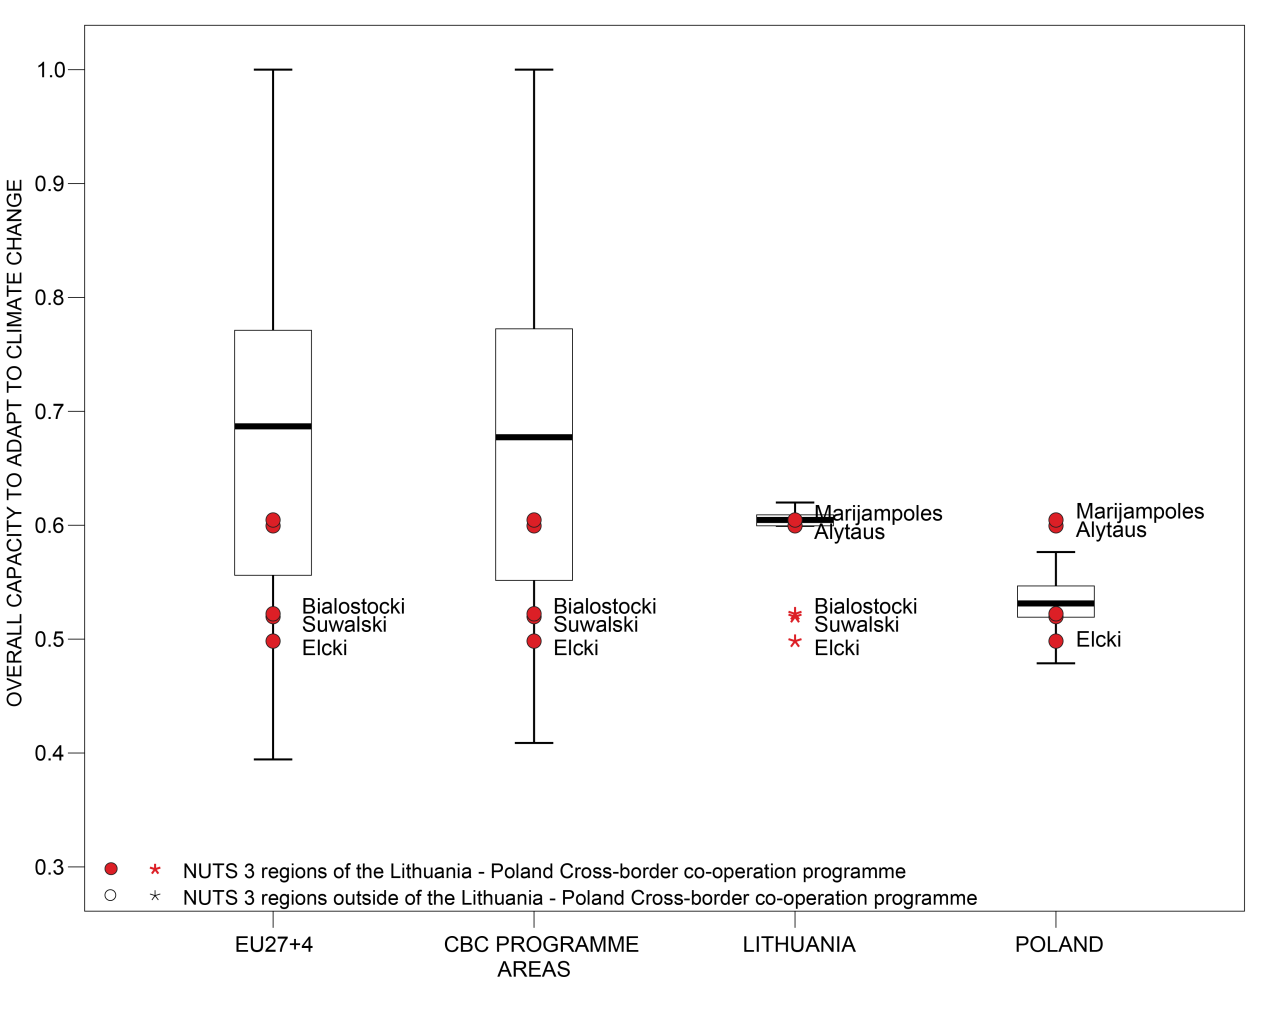 OVERALL CAPACITY TO ADAPT TO CLIMATE CHANGE
1.0
0.9
0.8
0.7
0.6
0.5
0.4
0.3
Bialostocki
Suwalski
Elcki
Bialostocki
Suwalski
Elcki
Marijampoles
Alytaus
Bialostocki
Suwalski
Elcki
Marijampoles
Alytaus
Elcki
NUTS 3 regions of the Lithuania - Poland Cross-border co-operation programme
NUTS 3 regions outside of the Lithuania - Poland Cross-border co-operation programme
EU27+4
CBC PROGRAMME
AREAS
LITHUANIA
POLAND